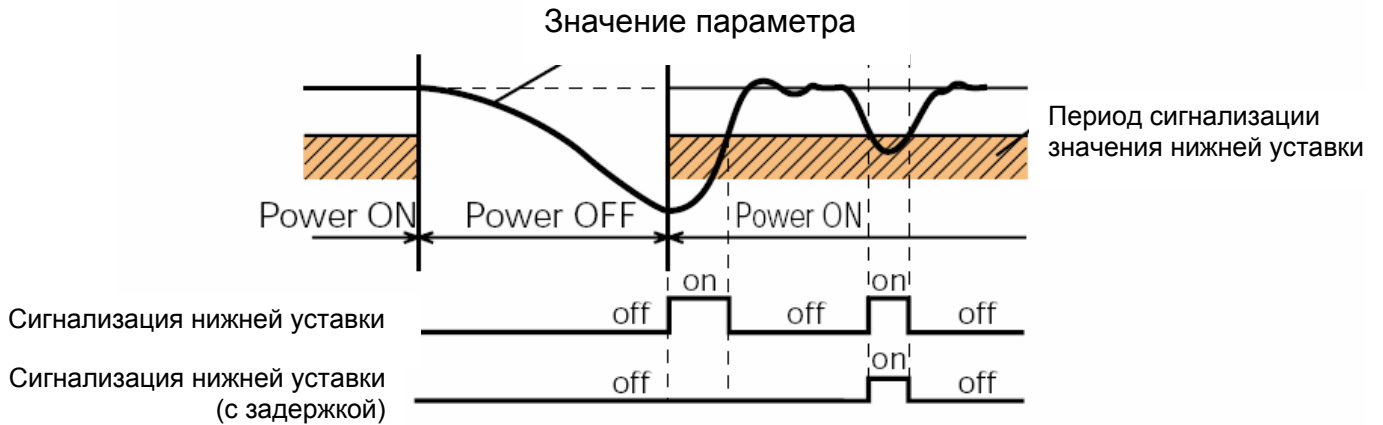 Значение параметра
Период сигнализации
значения нижней уставки
Power ON
Power OFF
Power ON
on
on
Сигнализация нижней уставки
off
off
off
on
Сигнализация нижней уставки
(с задержкой)
off
off